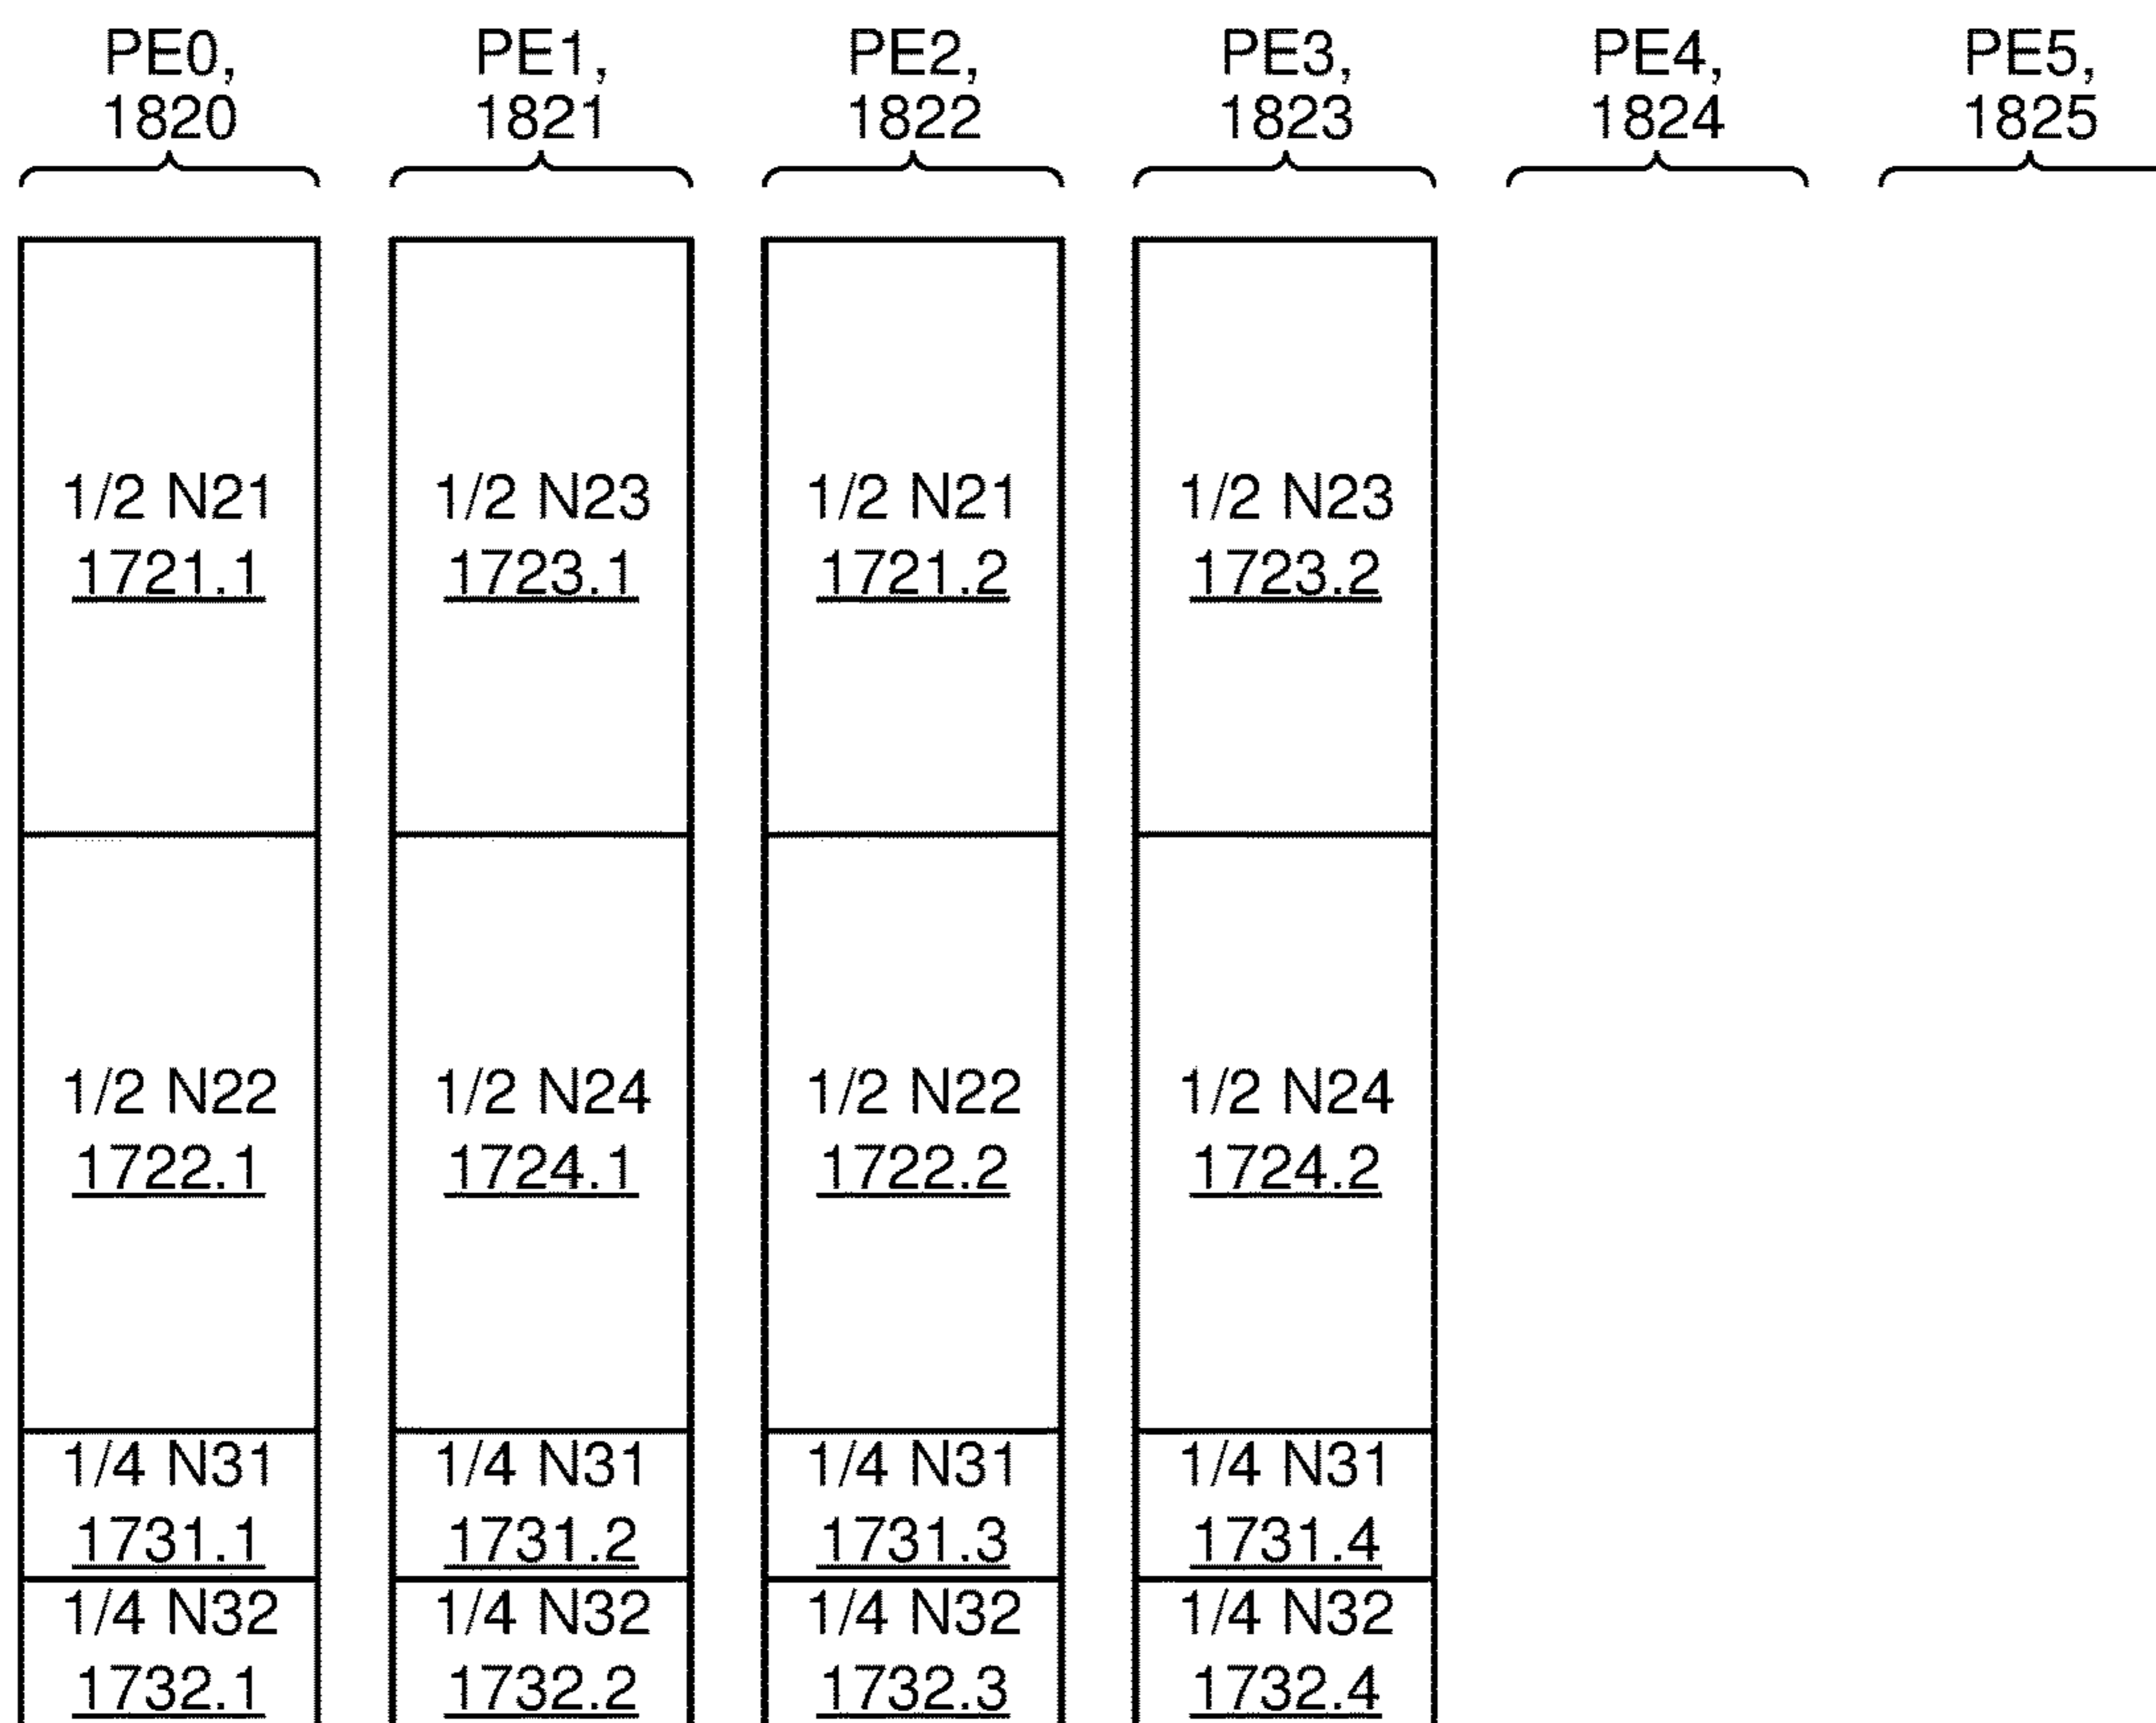 PE0,
1820
PE1,
1821
PE2,
1822
PE3,
1823
PE4,
1824
PE5,
1825
1/2 N21
1721.1
1/2 N23
1723.1
1/2 N21
1721.2
1/2 N23
1723.2
1/2 N22
1722.1
1/2 N24
1724.1
1/2 N22
1722.2
1/2 N24
1724.2
1/4 N31
1731.1
1/4 N31
1731.2
1/4 N31
1731.3
1/4 N31
1731.4
1/4 N32
1732.1
1/4 N32
1732.2
1/4 N32
1732.3
1/4 N32
1732.4